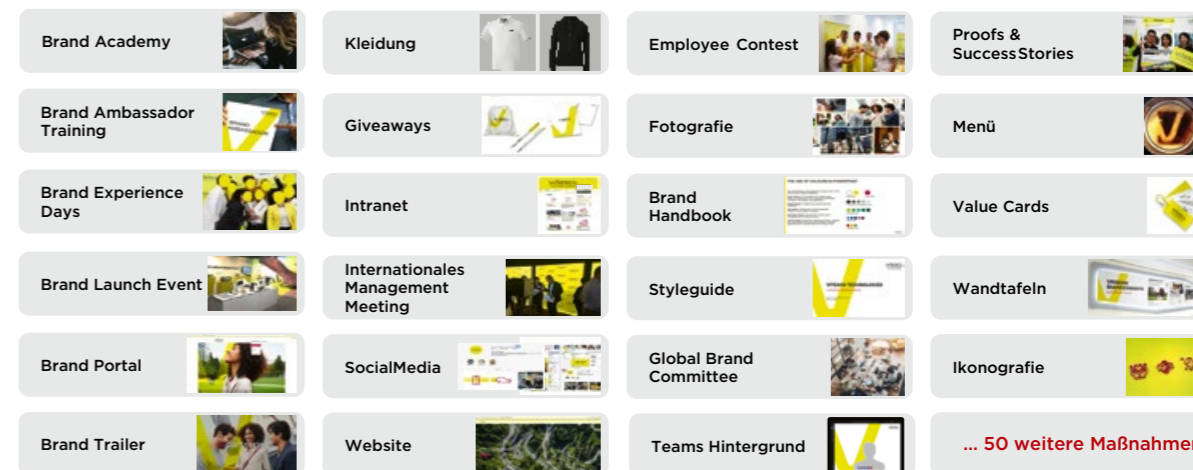 Brand Academy
Kleidung
Employee Contest
Proofs &
SuccessStories
Brand Ambassador
Training
Giveaways
Fotografie
Menü
Brand Experience
Days
Intranet
Brand
Handbook
Value Cards
Brand Launch Event
Internationales
Management
Meeting
Styleguide
Wandtafeln
Brand Portal
SocialMedia
Global Brand
Committee
Ikonografie
Brand Trailer
Website
Teams Hintergrund
... 50 weitere Maßnahmen